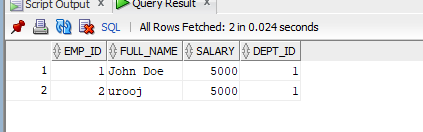 Script Output Query Result
SQL All Rows Fetched: 2 in 0.024 seconds
EMP_ID FULL_NAME SALARY DEPT_ID
1 1 John Doe 5000 1
2 2 urooj 5000 1